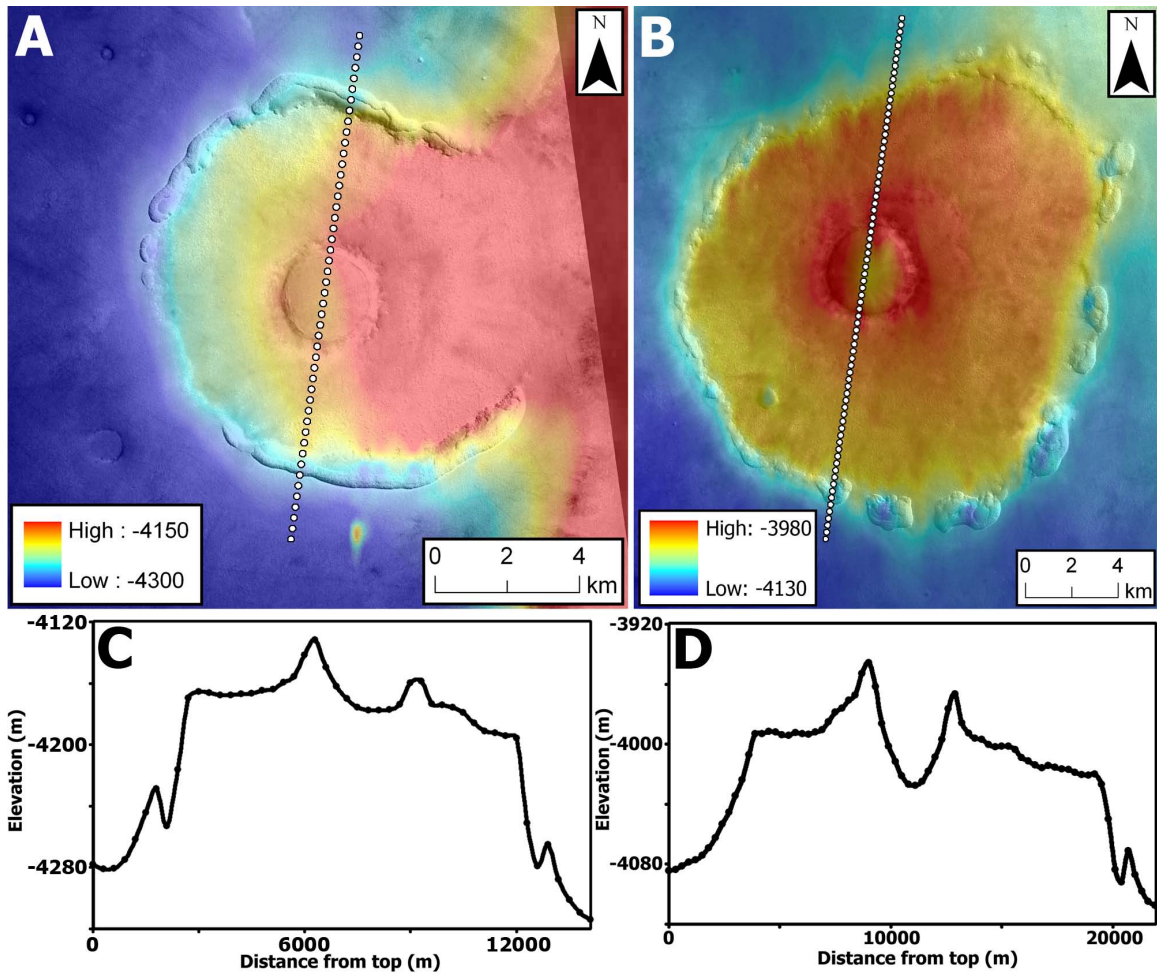 A
N
High : -4150
Low : -4300
0 2 4
km
B
N
High: -3980
Low: -4130
0 2 4
km
C
-4120
-4200
-4280
Elevation (m)
0 6000 12000
Distance from top (m)
D
-3920
-4000
-4080
Elevation (m)
0 10000 20000
Distance from top (m)